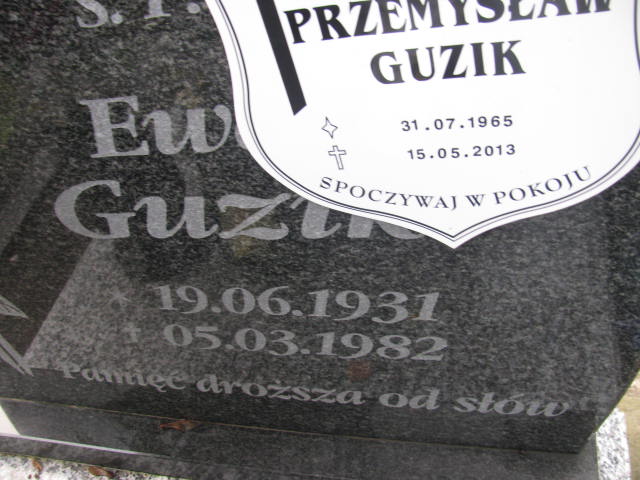 Ś.P.
PRZEMYSŁAW
GUZIK
31.07.1965
15.05.2013
SPOCZYWAJ W POKOJU
Guzik
19.06.1931
05.03.1982
Pamięć droższa od słów